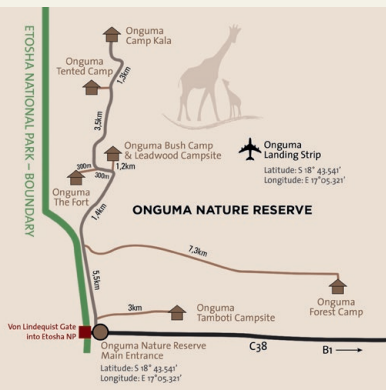 ETOSHA NATIONAL PARK – BOUNDARY
Onguma
Camp Kala
1,3km
Onguma
Tented Camp
3,5km
Onguma Bush Camp
& Leadwood Campsite
1,2km
300m
300m
Onguma
The Fort
1,4km
Onguma
Landing Strip
Latitude: S 18° 43.541'
Longitude: E 17°05.321'
ONGUMA NATURE RESERVE
7,3km
5,5km
Onguma
Forest Camp
3km
Onguma
Tamboti Campsite
Von Lindequist Gate
into Etosha NP
Onguma Nature Reserve
Main Entrance
Latitude: S 18° 43.541'
Longitude: E 17°05.321'
C38
B1